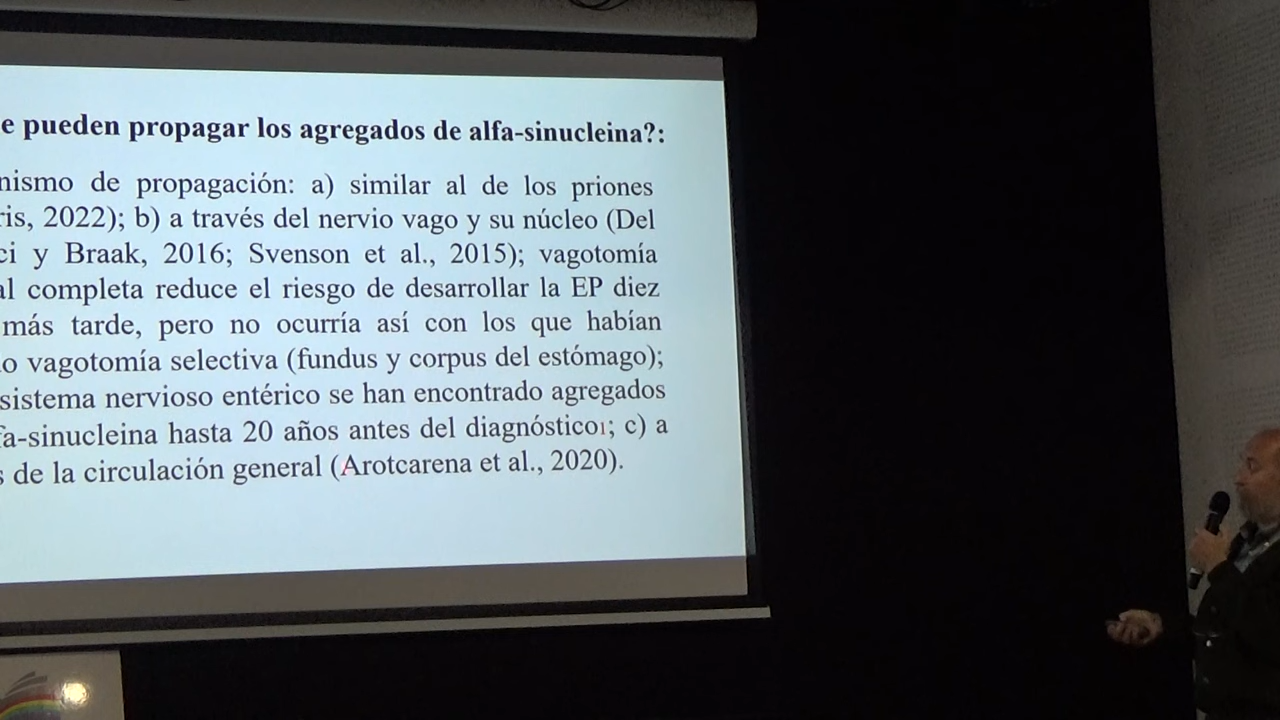 e pueden propagar los agregados de alfa-sinucleina?:
nismo de propagación: a) similar al de los priones
ris, 2022); b) a través del nervio vago y su núcleo (Del
ci y Braak, 2016; Svenson et al., 2015); vagotomía
al completa reduce el riesgo de desarrollar la EP diez
más tarde, pero no ocurría así con los que habían
o vagotomía selectiva (fundus y corpus del estómago);
sistema nervioso entérico se han encontrado agregados
fa-sinucleina hasta 20 años antes del diagnóstico1; c) a
s de la circulación general (Arotcarena et al., 2020).